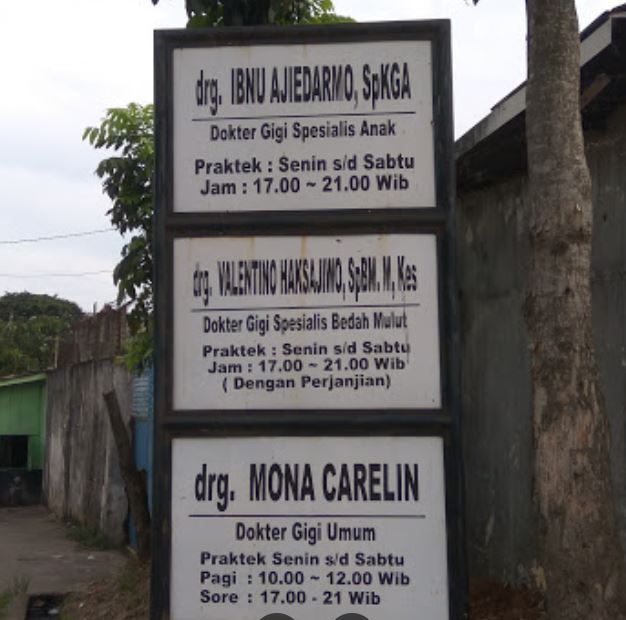 drg. IBNU AJIEDARMO, SpKGA
Dokter Gigi Spesialis Anak
Praktek : Senin s/d Sabtu
Jam : 17.00 ~ 21.00 Wib
drg. VALENTINO HAKSAJIWO, SpBM. M, Kes
Dokter Gigi Spesialis Bedah Mulut
Praktek : Senin s/d Sabtu
Jam : 17.00 ~ 21.00 Wib
( Dengan Perjanjian)
drg. MONA CARELIN
Dokter Gigi Umum
Praktek Senin s/d Sabtu
Pagi : 10.00 ~ 12.00 Wib
Sore : 17.00 - 21 Wib